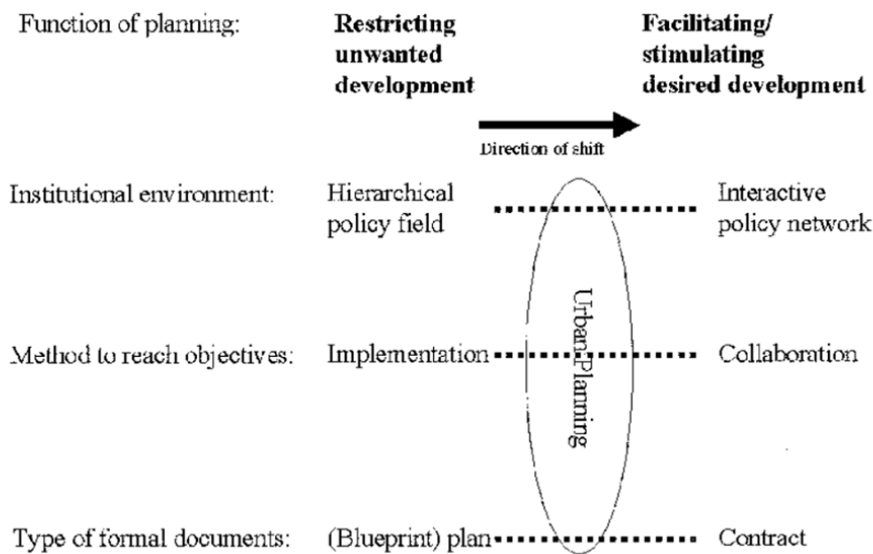 Function of planning: Restricting Facilitating/
unwanted stimulating
development desired development
Direction of shift
Institutional environment: Hierarchical Interactive
policy field policy network
Urban Planning
Method to reach objectives: Implementation Collaboration
Type of formal documents: (Blueprint) plan Contract